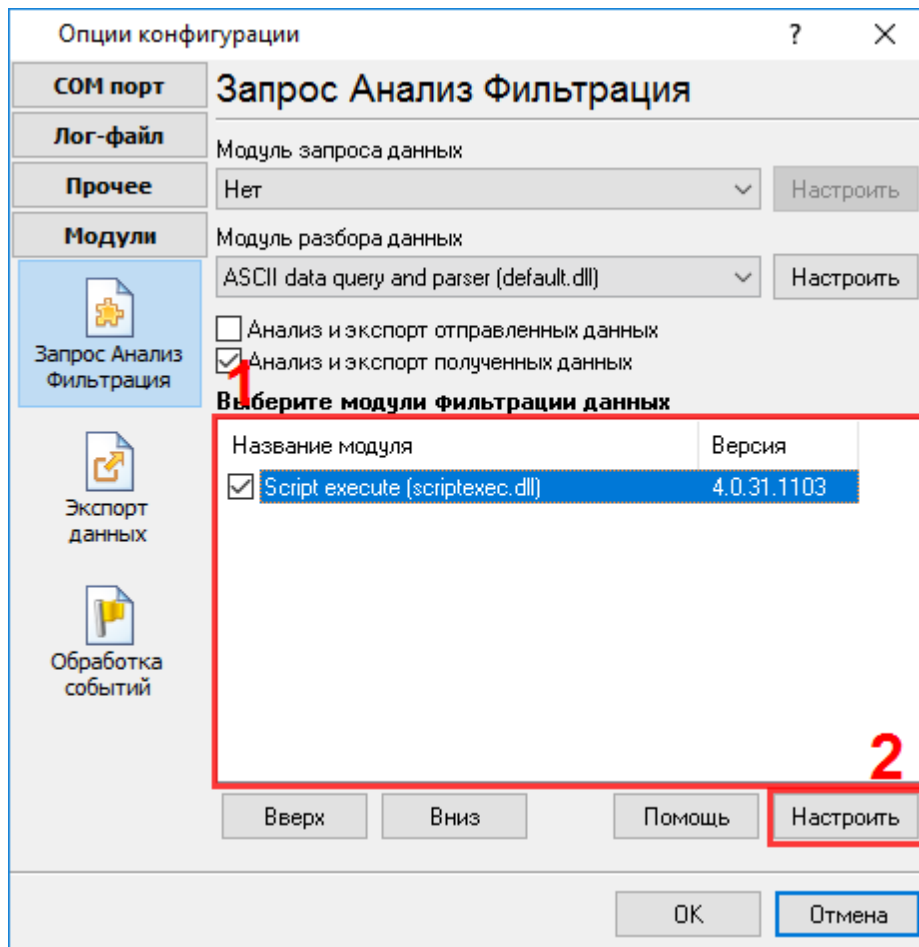 Опции конфигурации
?
COM порт
Лог-файл
Прочее
Модули
Запрос Анализ
Фильтрация
Экспорт
данных
Обработка
событий
Запрос Анализ Фильтрация
Модуль запроса данных
Нет
Настроить
Модуль разбора данных
ASCII data query and parser (default.dll)
Настроить
Анализ и экспорт отправленных данных
Анализ и экспорт полученных данных
1
Выберите модули фильтрации данных
Название модуля Версия
Script execute (scriptexec.dll) 4.0.31.1103
2
Вверх Вниз Помощь Настроить
OK Отмена